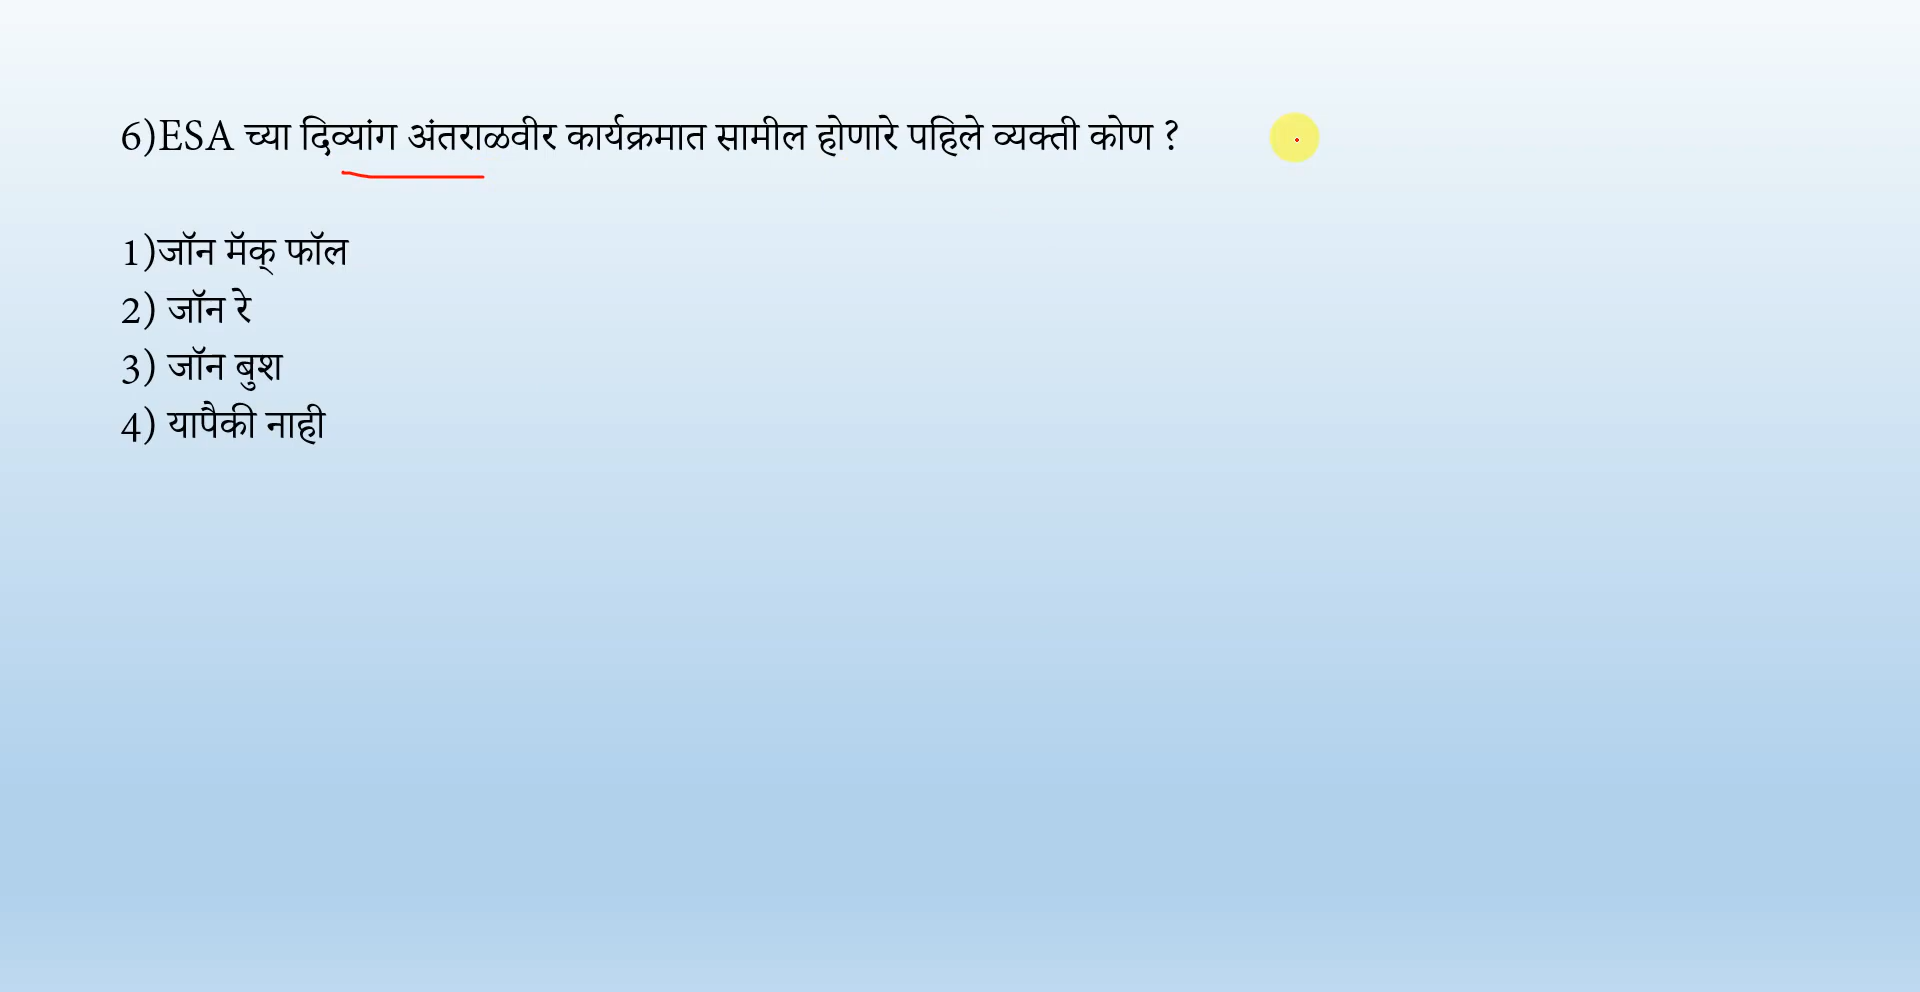 6)ESA च्या दिव्यांग अंतराळवीर कार्यक्रमात सामील होणारे पहिले व्यक्ती कोण ?
1)जॉन मॅक् फॉल
2) जॉन रे
3) जॉन बुश
4) यापैकी नाही